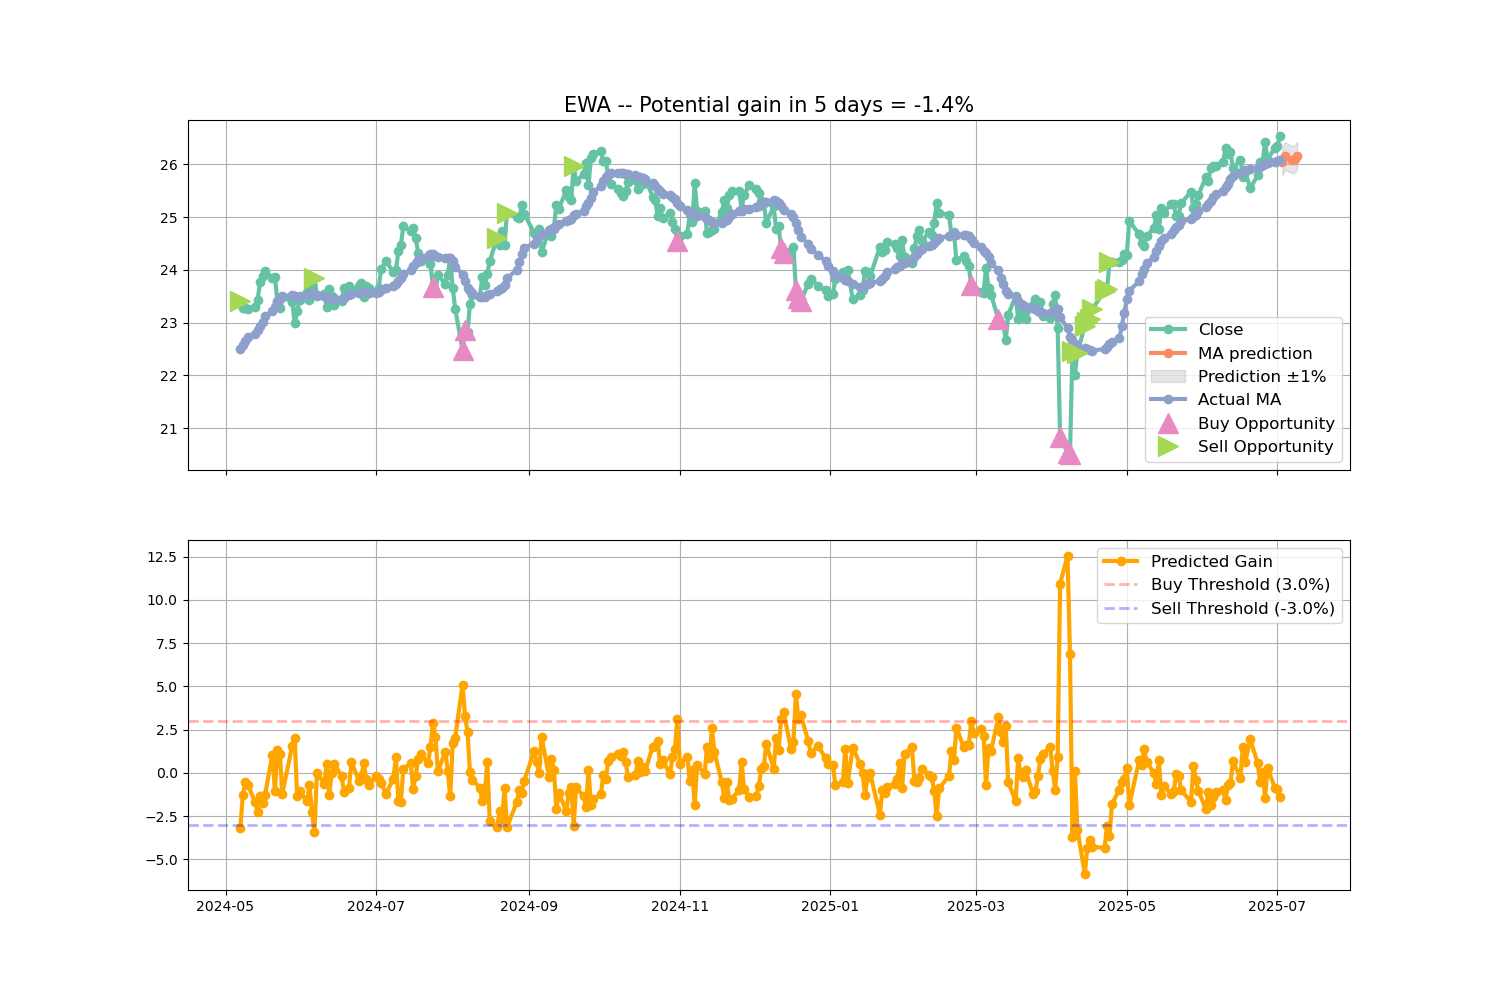 EWA -- Potential gain in 5 days = -1.4%
26
25
24
23
22
21
Close
MA prediction
Prediction ±1%
Actual MA
Buy Opportunity
Sell Opportunity
12.5
10.0
7.5
5.0
2.5
0.0
−2.5
−5.0
Predicted Gain
Buy Threshold (3.0%)
Sell Threshold (-3.0%)
2024-05 2024-07 2024-09 2024-11 2025-01 2025-03 2025-05 2025-07